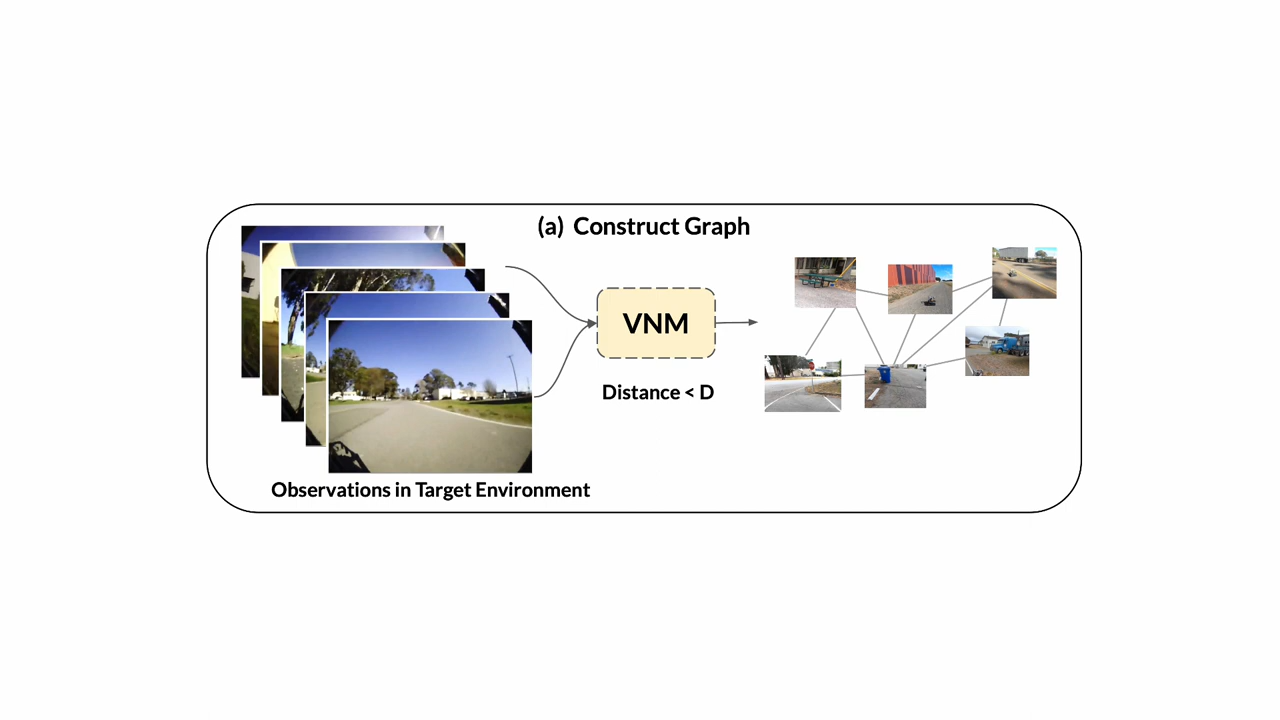 (a) Construct Graph
VNM
Distance < D
Observations in Target Environment